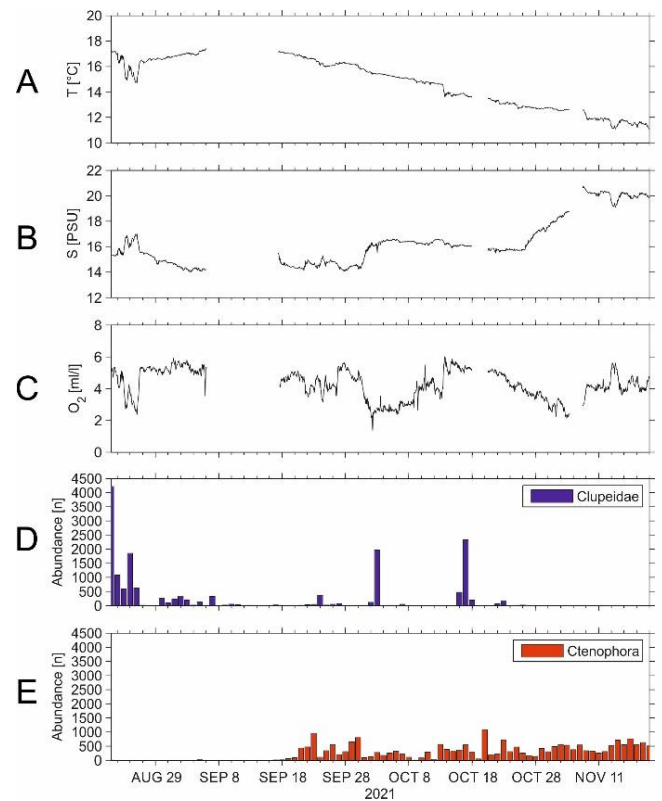 A
T [°C]
20
18
16
14
12
10
B
S [PSU]
22
20
18
16
14
12
C
O2 [ml/l]
8
6
4
2
0
D
Abundance [n]
4500
4000
3500
3000
2500
2000
1500
1000
500
0
Clupeidae
E
Abundance [n]
4500
4000
3500
3000
2500
2000
1500
1000
500
0
Ctenophora
AUG 29 SEP 8 SEP 18 SEP 28 OCT 8 OCT 18 OCT 28 NOV 11
2021